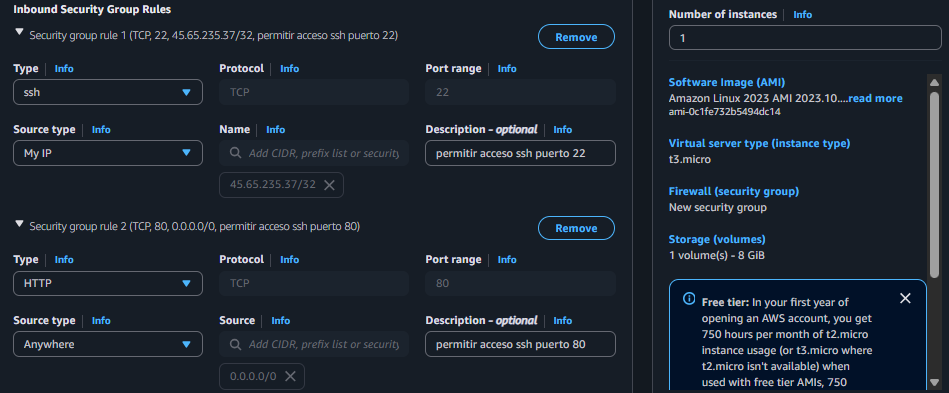 Inbound Security Group Rules
Security group rule 1 (TCP, 22, 45.65.235.37/32, permitir acceso ssh puerto 22)
Remove
Type Info
Protocol Info
Port range Info
ssh
TCP
22
Source type Info
Name Info
Description - optional Info
My IP
Add CIDR, prefix list or security
permitir acceso ssh puerto 22
45.65.235.37/32
Security group rule 2 (TCP, 80, 0.0.0.0/0, permitir acceso ssh puerto 80)
Remove
Type Info
Protocol Info
Port range Info
HTTP
TCP
80
Source type Info
Source Info
Description - optional Info
Anywhere
Add CIDR, prefix list or security
permitir acceso ssh puerto 80
0.0.0.0/0
Number of instances Info
1
Software Image (AMI)
Amazon Linux 2023 AMI 2023.10....read more
ami-0c1fe732b5494dc14
Virtual server type (instance type)
t3.micro
Firewall (security group)
New security group
Storage (volumes)
1 volume(s) - 8 GiB
Free tier: In your first year of
opening an AWS account, you get
750 hours per month of t2.micro
instance usage (or t3.micro where
t2.micro isn't available) when
used with free tier AMIs, 750